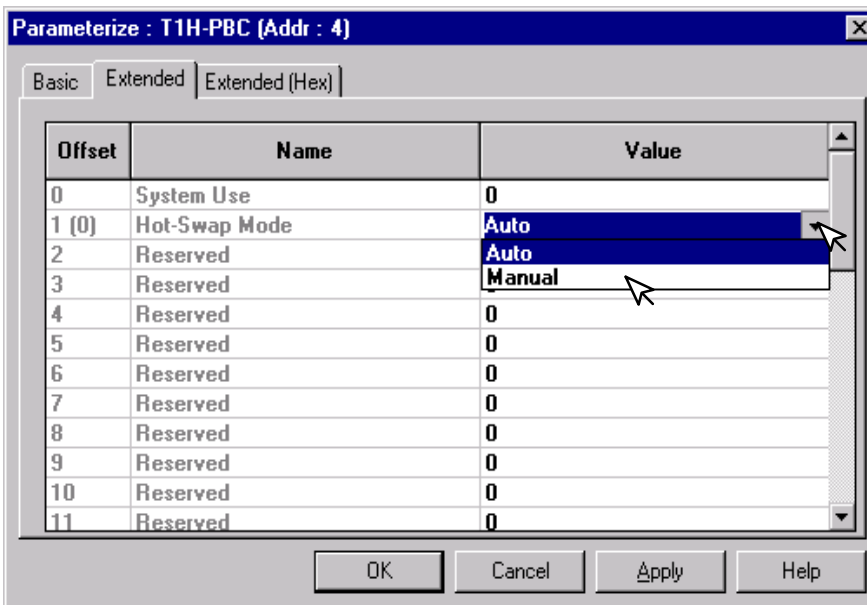 Parameterize : T1H-PBC (Addr : 4)
Basic Extended Extended (Hex)
Offset Name Value
0 System Use 0
1 (0) Hot-Swap Mode Auto
2 Reserved Auto
3 Reserved Manual
4 Reserved 0
5 Reserved 0
6 Reserved 0
7 Reserved 0
8 Reserved 0
9 Reserved 0
10 Reserved 0
11 Reserved 0
OK Cancel Apply Help